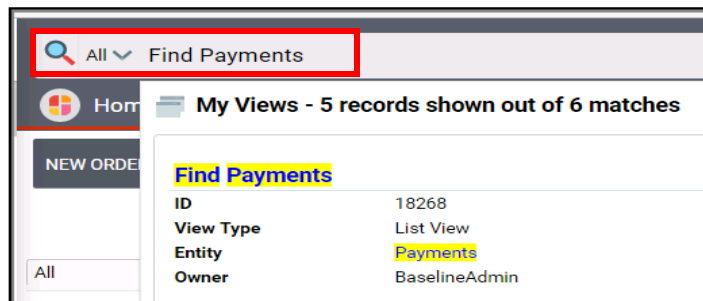 All Find Payments
Hom
My Views - 5 records shown out of 6 matches
NEW ORDE
Find Payments
ID 18268
View Type List View
Entity Payments
Owner BaselineAdmin
All